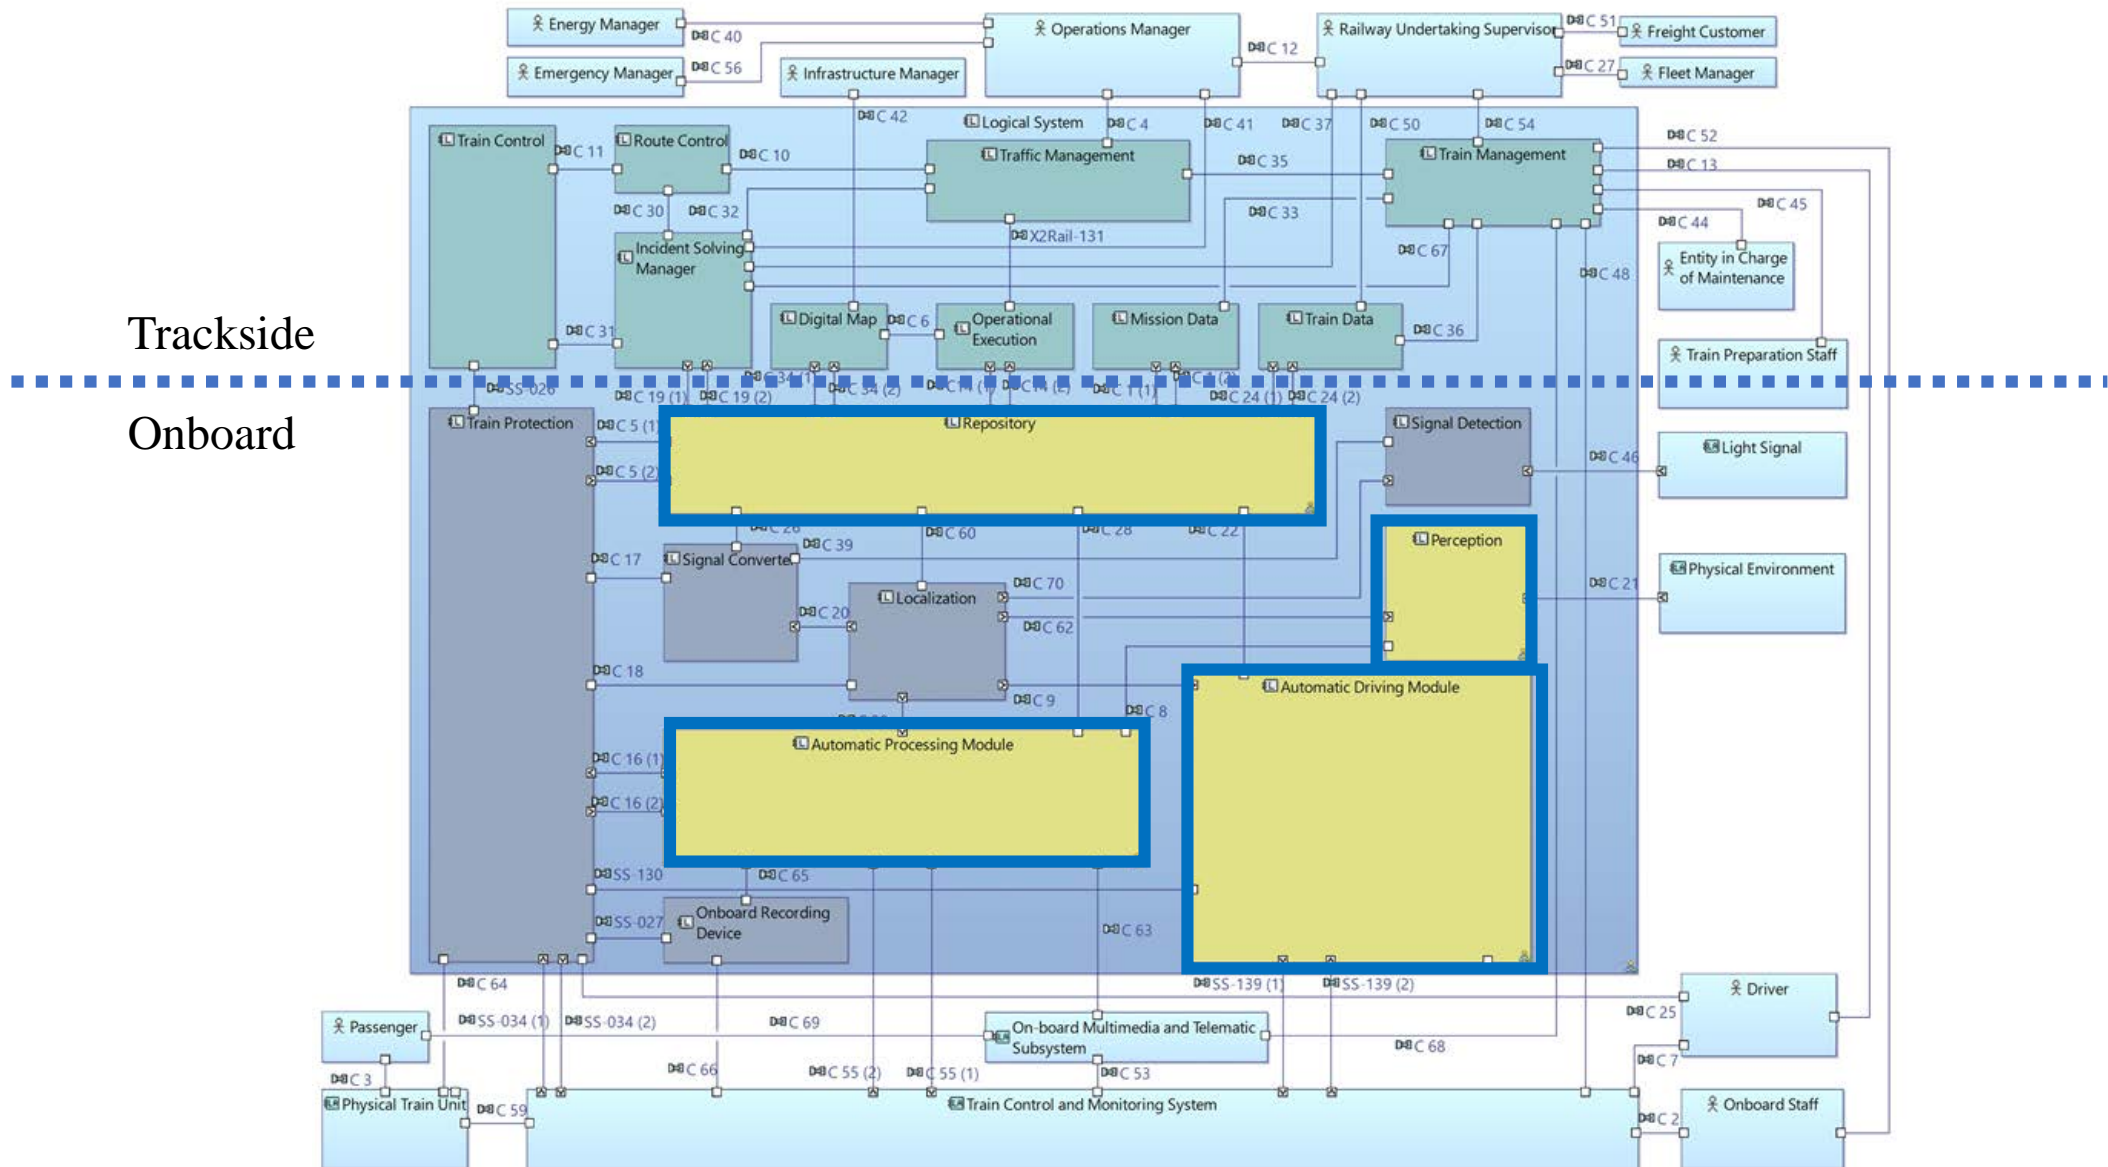 Energy Manager
C 40
Operations Manager
C 12
Railway Undertaking Supervisor
C 51
Freight Customer
Emergency Manager
C 56
Infrastructure Manager
C 27
Fleet Manager
C 42
Logical System
C 4
C 41
C 37
C 50
C 54
C 52
Train Control
C 11
Route Control
C 10
Traffic Management
C 35
Train Management
C 13
C 30
C 32
C 33
C 45
C 44
X2Rail-131
C 67
Incident Solving
Manager
Entity in Charge
of Maintenance
C 48
Trackside
C 31
Digital Map
C 6
Operational
Execution
Mission Data
Train Data
C 36
Train Preparation Staff
SS-026
C 19 (1)
C 19 (2)
C 34 (1)
C 34 (2)
C 14 (1)
C 14 (2)
C 1 (1)
C 1 (2)
C 24 (1)
C 24 (2)
Onboard
Train Protection
C 5 (1)
Repository
Signal Detection
C 5 (2)
C 46
Light Signal
C 26
C 60
C 28
C 22
C 17
Signal Converter
C 39
Perception
C 70
C 21
Physical Environment
Localization
C 20
C 62
C 18
C 9
C 8
Automatic Driving Module
Automatic Processing Module
C 16 (1)
C 16 (2)
SS-130
C 65
SS-027
Onboard Recording
Device
C 63
C 64
SS-139 (1)
SS-139 (2)
Driver
Passenger
SS-034 (1)
SS-034 (2)
C 69
On-board Multimedia and Telematic
Subsystem
C 25
C 68
C 7
C 3
C 66
C 55 (2)
C 55 (1)
C 53
Physical Train Unit
C 59
Train Control and Monitoring System
C 2
Onboard Staff